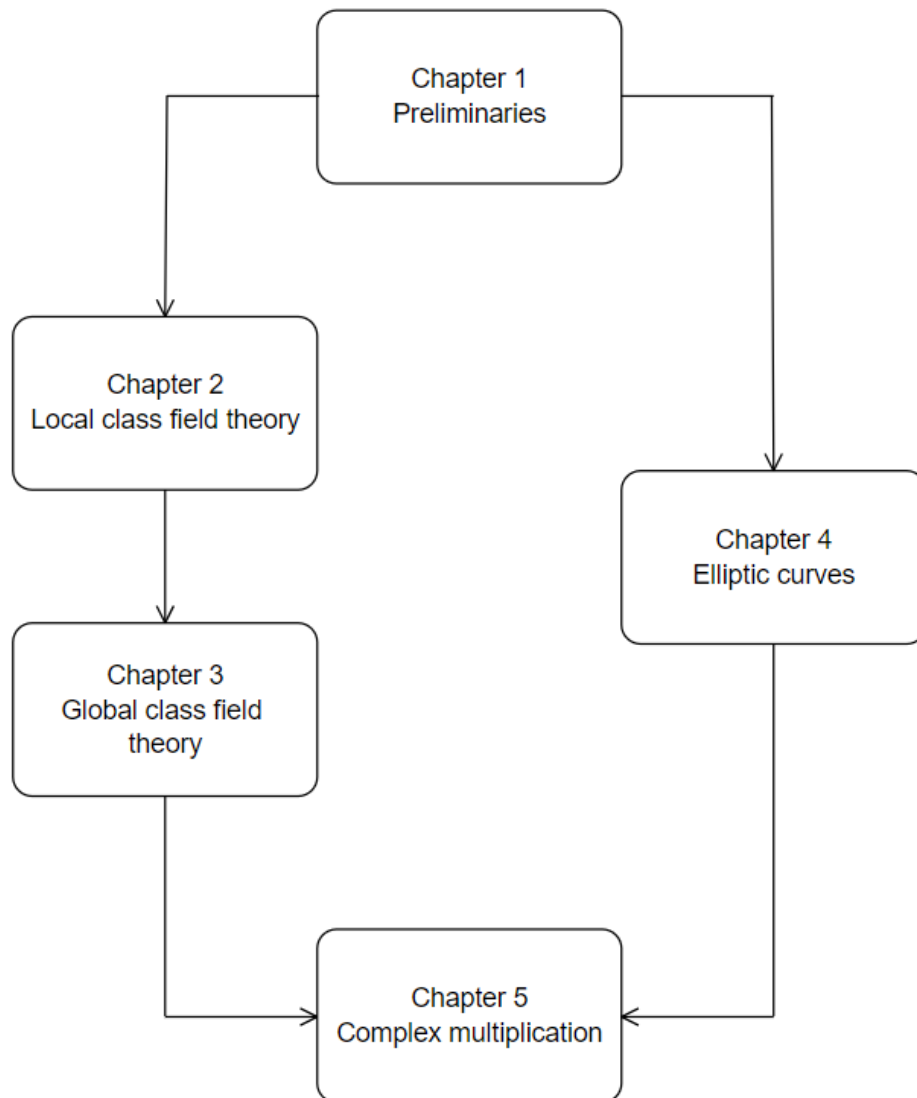 Chapter 1
Preliminaries
Chapter 2
Local class field theory
Chapter 4
Elliptic curves
Chapter 3
Global class field
theory
Chapter 5
Complex multiplication